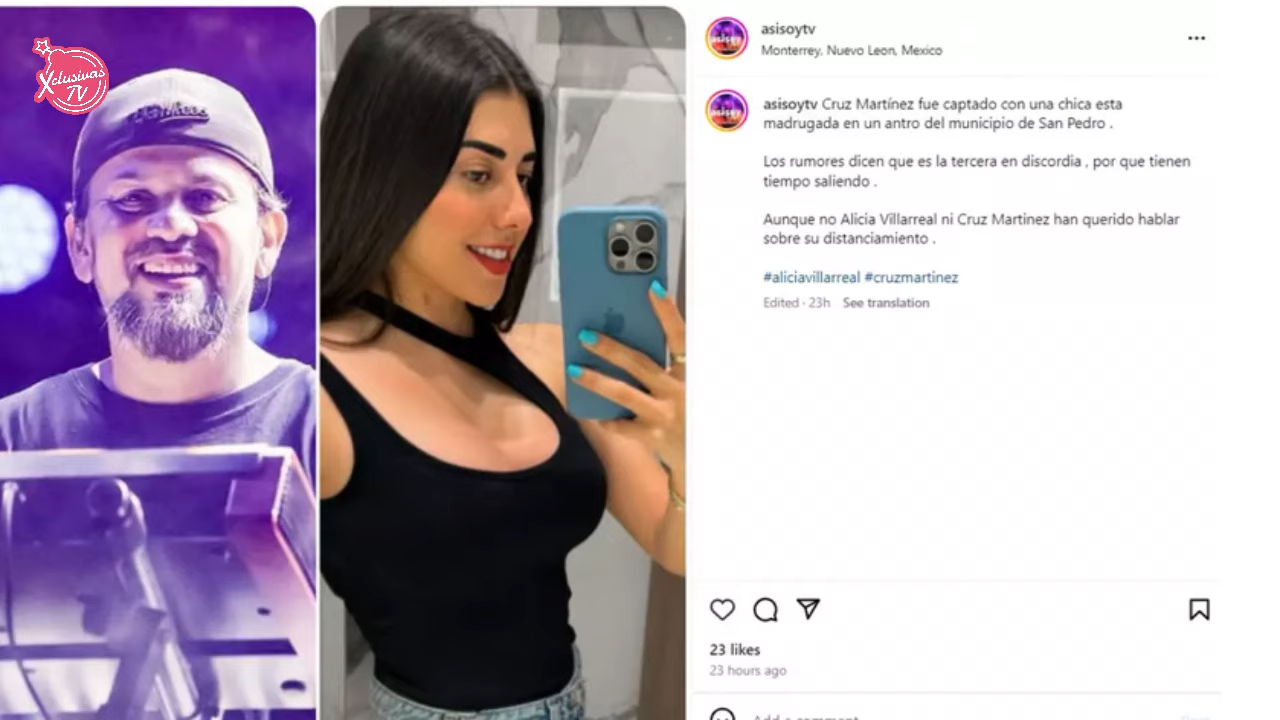 Xclusivas
TV
asisoytv
Monterrey, Nuevo Leon, Mexico
asisoytv Cruz Martínez fue captado con una chica esta
madrugada en un antro del municipio de San Pedro .
Los rumores dicen que es la tercera en discordia , por que tienen
tiempo saliendo .
Aunque no Alicia Villarreal ni Cruz Martinez han querido hablar
sobre su distanciamiento .
#aliciavillarreal #cruzmartinez
Edited · 23h See translation
23 likes
23 hours ago
Add a comment